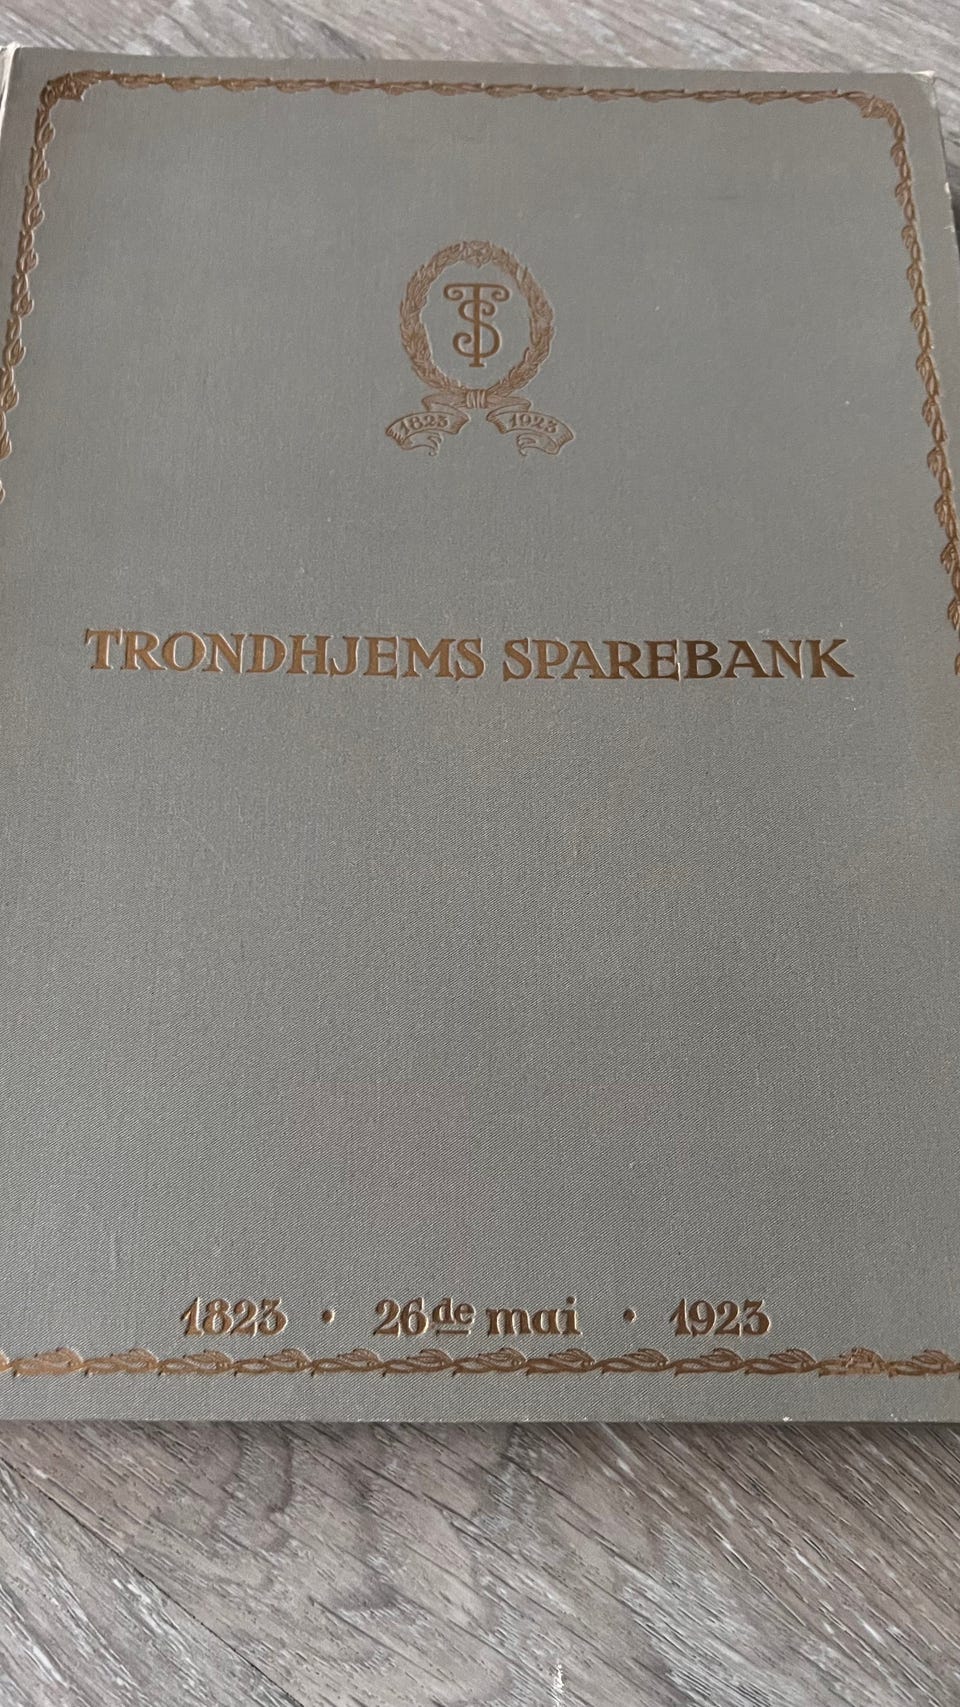 TS
1823 1923
TRONDHJEMS SPAREBANK
1823 · 26de mai · 1923